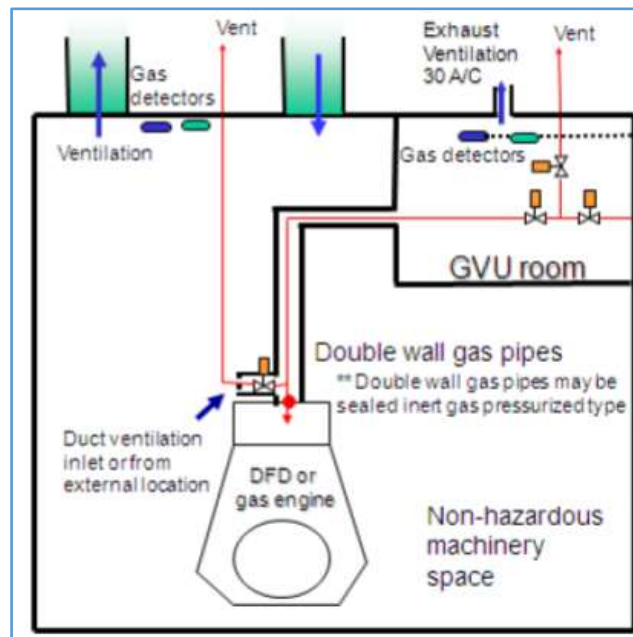 Vent
Exhaust
Ventilation
30 A/C
Vent
Gas
detectors
Ventilation
Gas detectors
GVU room
Double wall gas pipes
** Double wall gas pipes may be
sealed inert gas pressurized type
Duct ventilation
inlet or from
external location
DFD or
gas engine
Non-hazardous
machinery
space